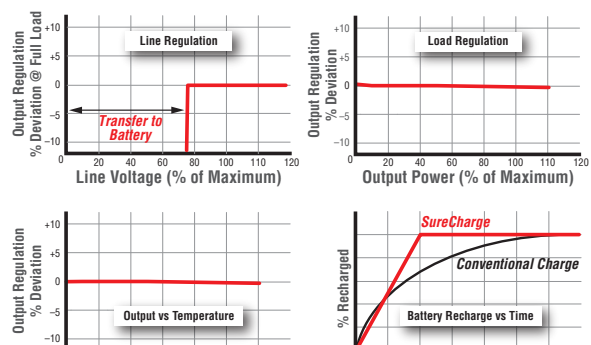 Output Regulation
% Deviation @ Full Load
+10
+5
0
−5
−10
Line Regulation
Transfer to
Battery
0 20 40 60 80 100 110 120
Line Voltage (% of Maximum)
Output Regulation
% Deviation
+10
+5
0
−5
−10
Load Regulation
0 20 40 60 80 100 110 120
Output Power (% of Maximum)
Output Regulation
% Deviation
+10
+5
0
−5
−10
Output vs Temperature
% Recharged
SureCharge
Conventional Charge
Battery Recharge vs Time